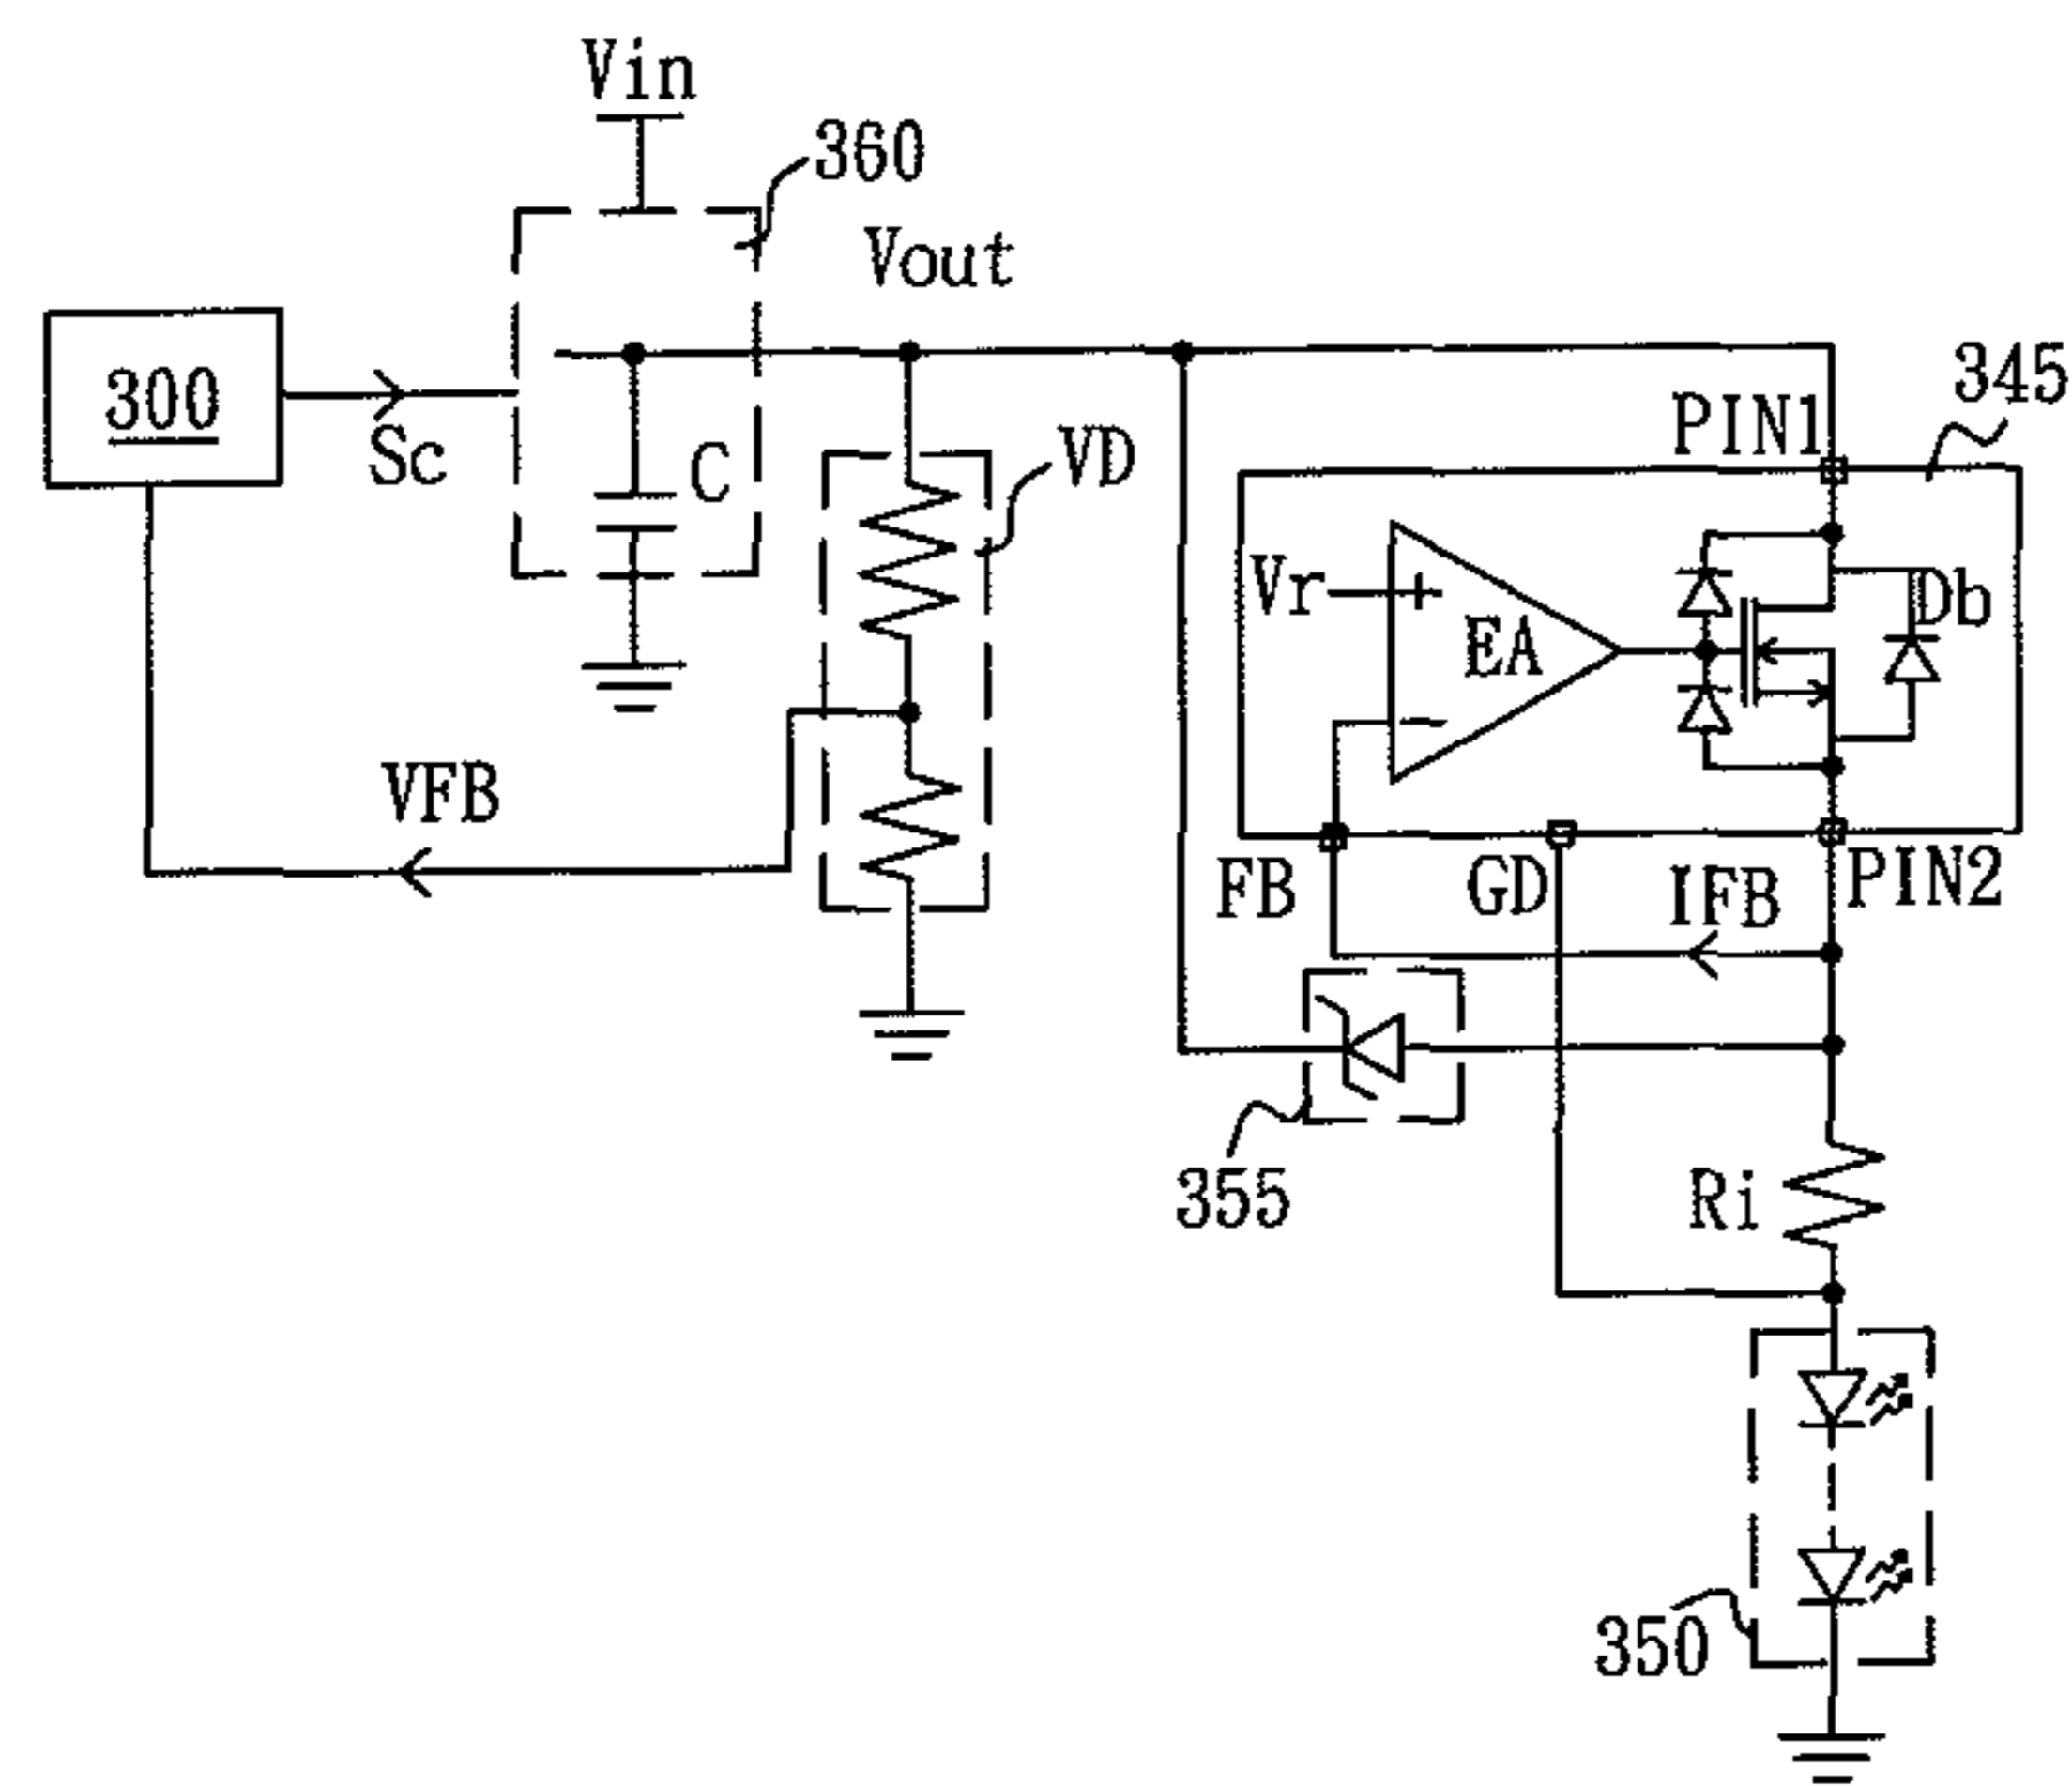 Vin
360
Vout
300
Sc
C
VD
PIN1
345
Vr
+
EA
Db
−
VFB
FB
GD
IFB
PIN2
355
Ri
350